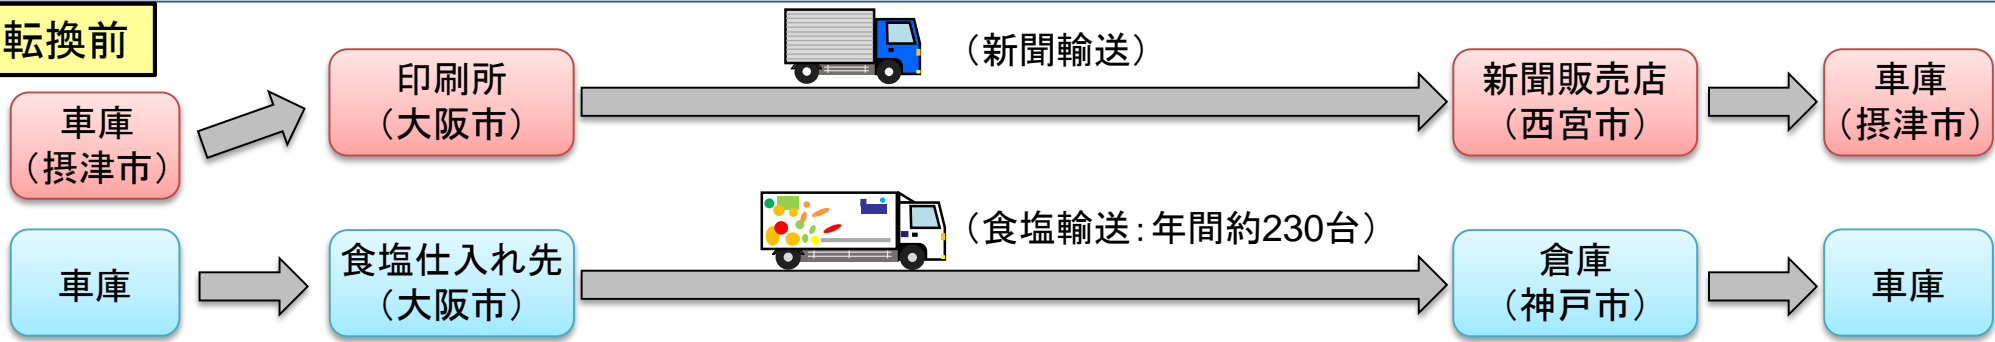 転換前
車庫
（摂津市）
印刷所
（大阪市）
（新聞輸送）
新聞販売店
（西宮市）
車庫
（摂津市）
車庫
食塩仕入れ先
（大阪市）
（食塩輸送：年間約230台）
倉庫
（神戸市）
車庫